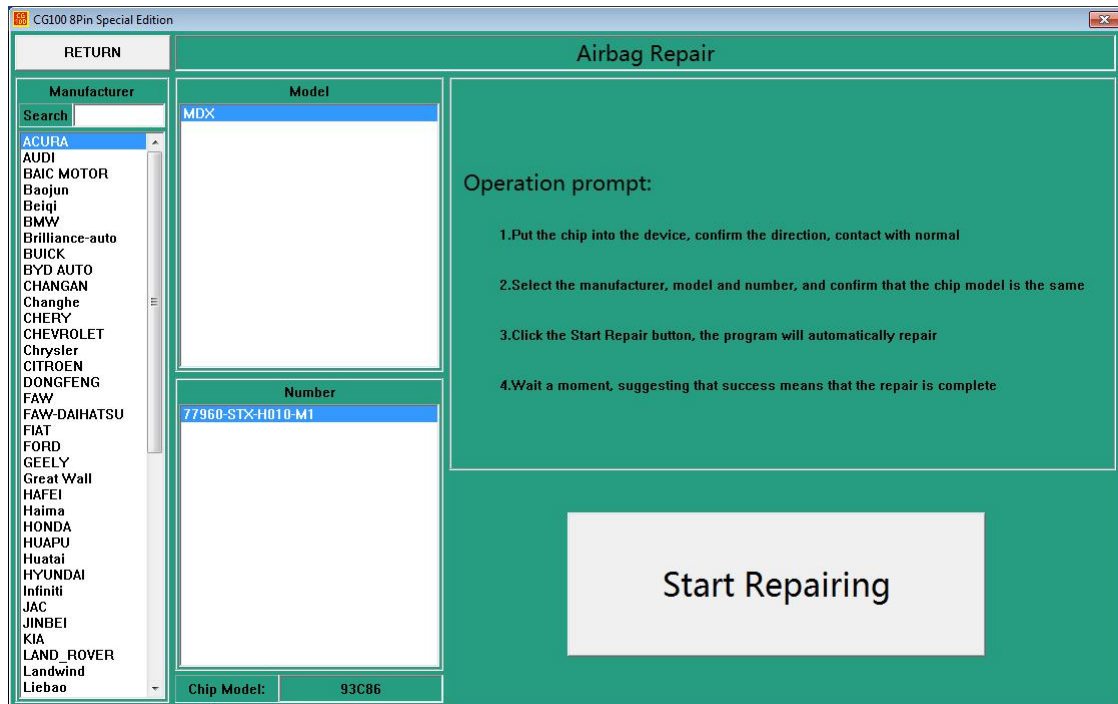 CG100 8Pin Special Edition
RETURN
Airbag Repair
Manufacturer
Search
ACURA
AUDI
BAIC MOTOR
Baojun
Beiqi
BMW
Brilliance-auto
BUICK
BYD AUTO
CHANGAN
Changhe
CHERY
CHEVROLET
Chrysler
CITROEN
DONGFENG
FAW
FAW-DAIHATSU
FIAT
FORD
GEELY
Great Wall
HAFEI
Haima
HONDA
HUAPU
Huatai
HYUNDAI
Infiniti
JAC
JINBEI
KIA
LAND_ROVER
Landwind
Liebao
Model
MDX
Number
77960-STX-H010-M1
Chip Model:
93C86
Operation prompt:
1.Put the chip into the device, confirm the direction, contact with normal
2.Select the manufacturer, model and number, and confirm that the chip model is the same
3.Click the Start Repair button, the program will automatically repair
4.Wait a moment, suggesting that success means that the repair is complete
Start Repairing